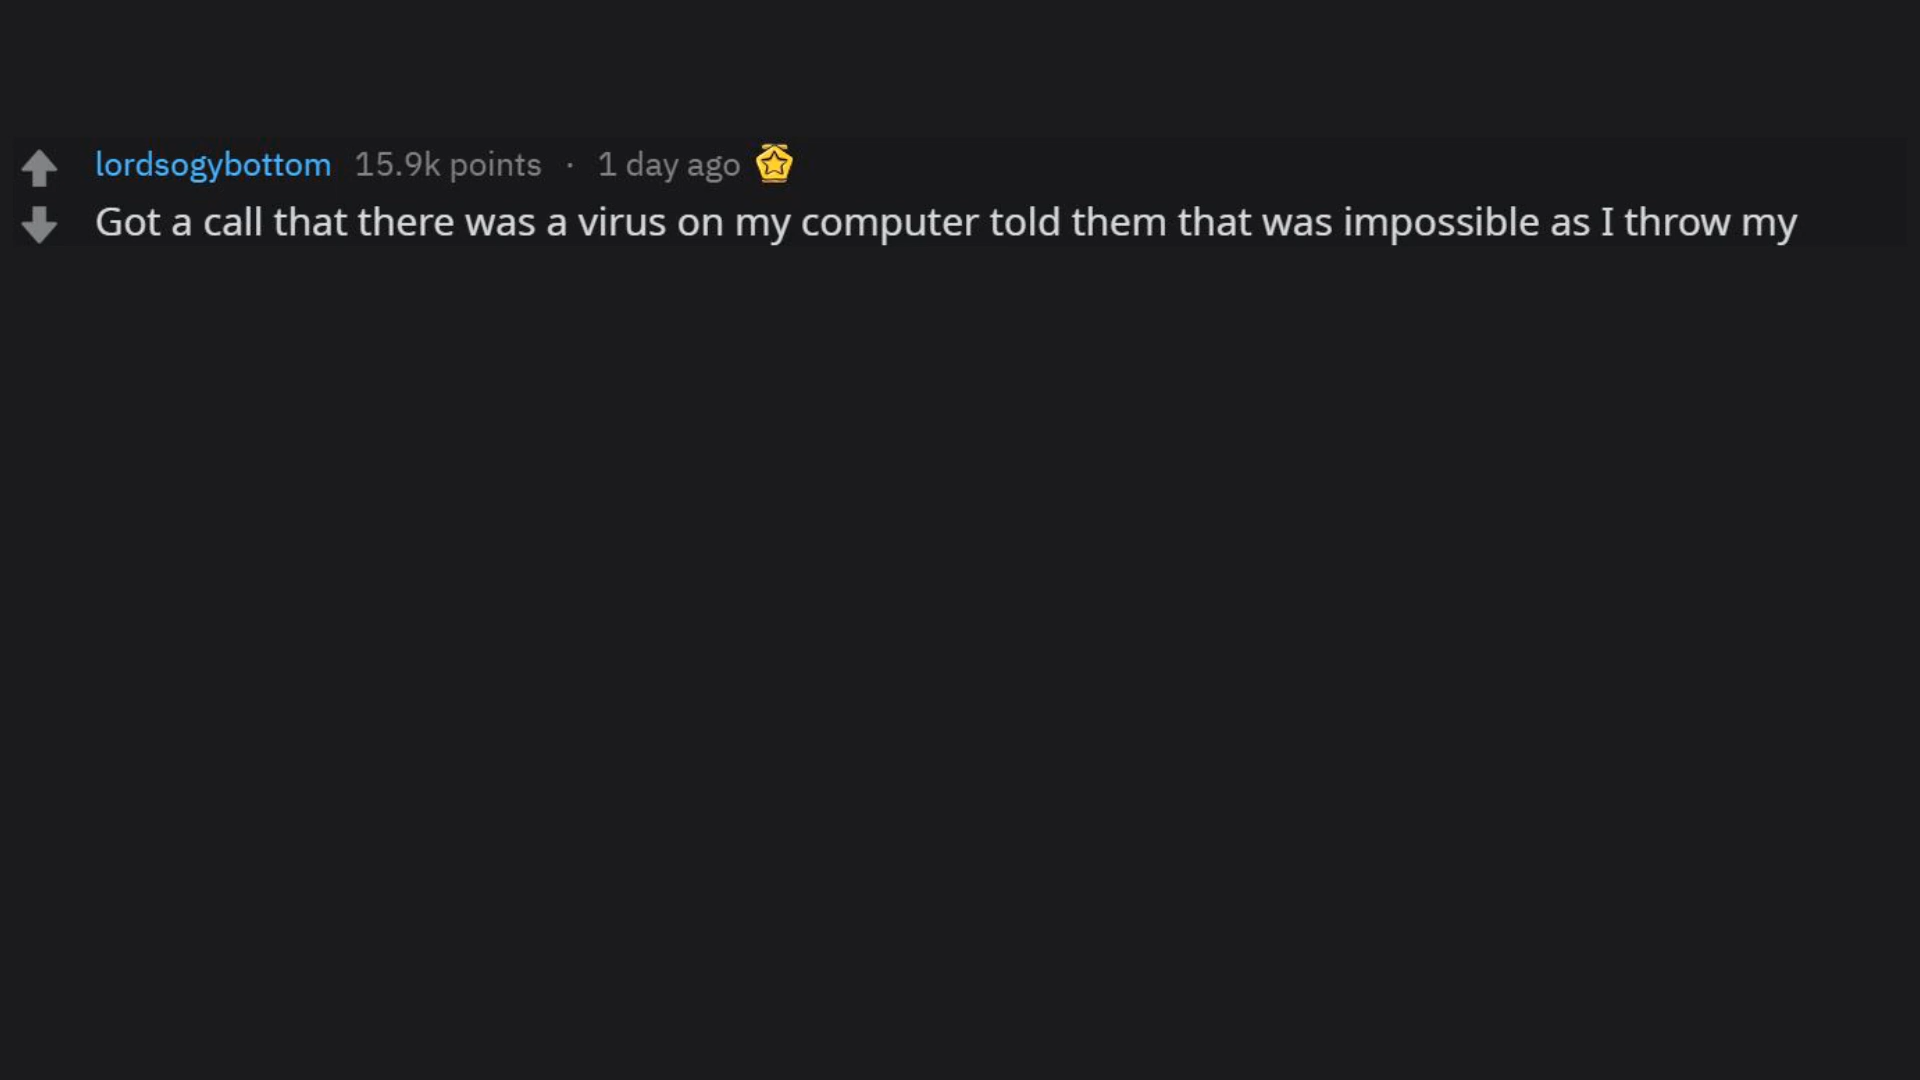 lordsogybottom 15.9k points · 1 day ago
Got a call that there was a virus on my computer told them that was impossible as I throw my